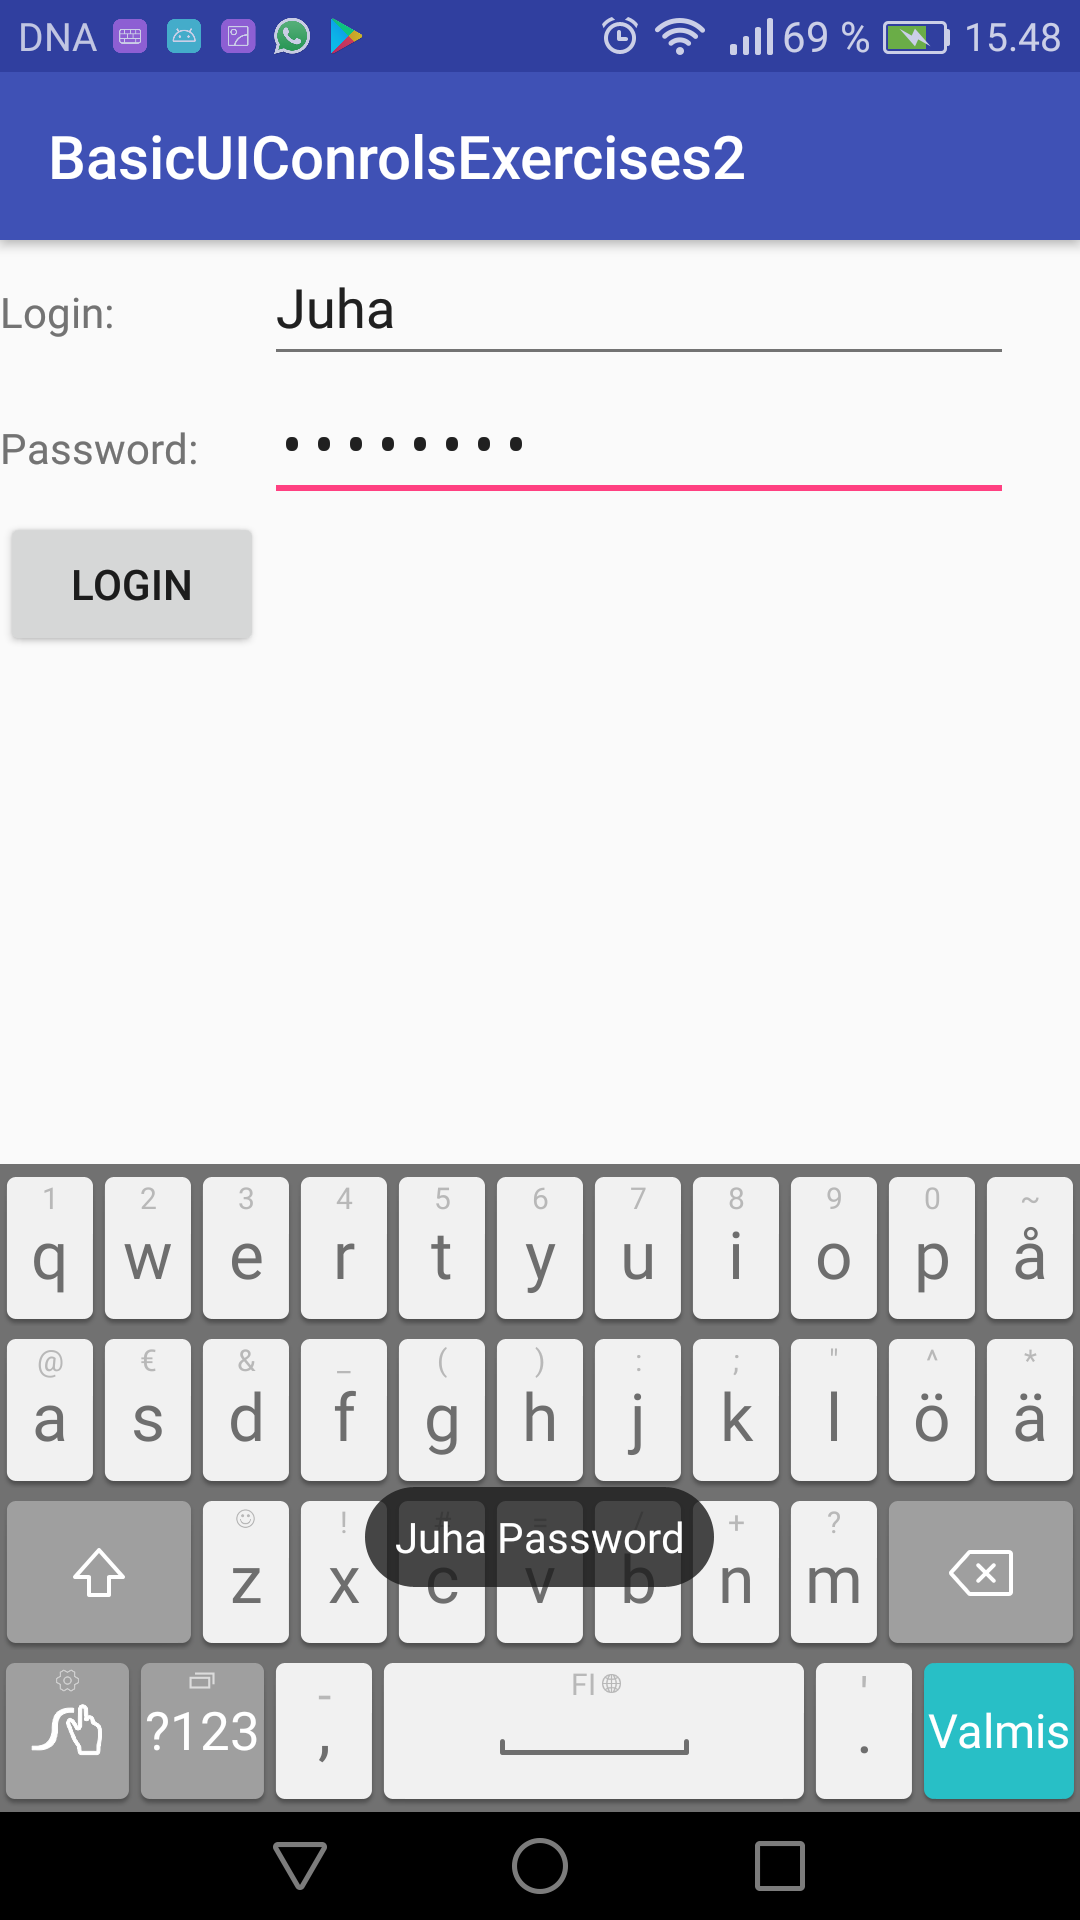 DNA 69 % 15.48
BasicUIConrolsExercises2
Login: Juha
Password: ••••••••
LOGIN
1 2 3 4 5 6 7 8 9 0 ~
q w e r t y u i o p å
@ € & _ ( ) : ; " ^ *
a s d f g h j k l ö ä
! + ?
z x c v b n m
Juha Password
FI
- '
?123 , . Valmis